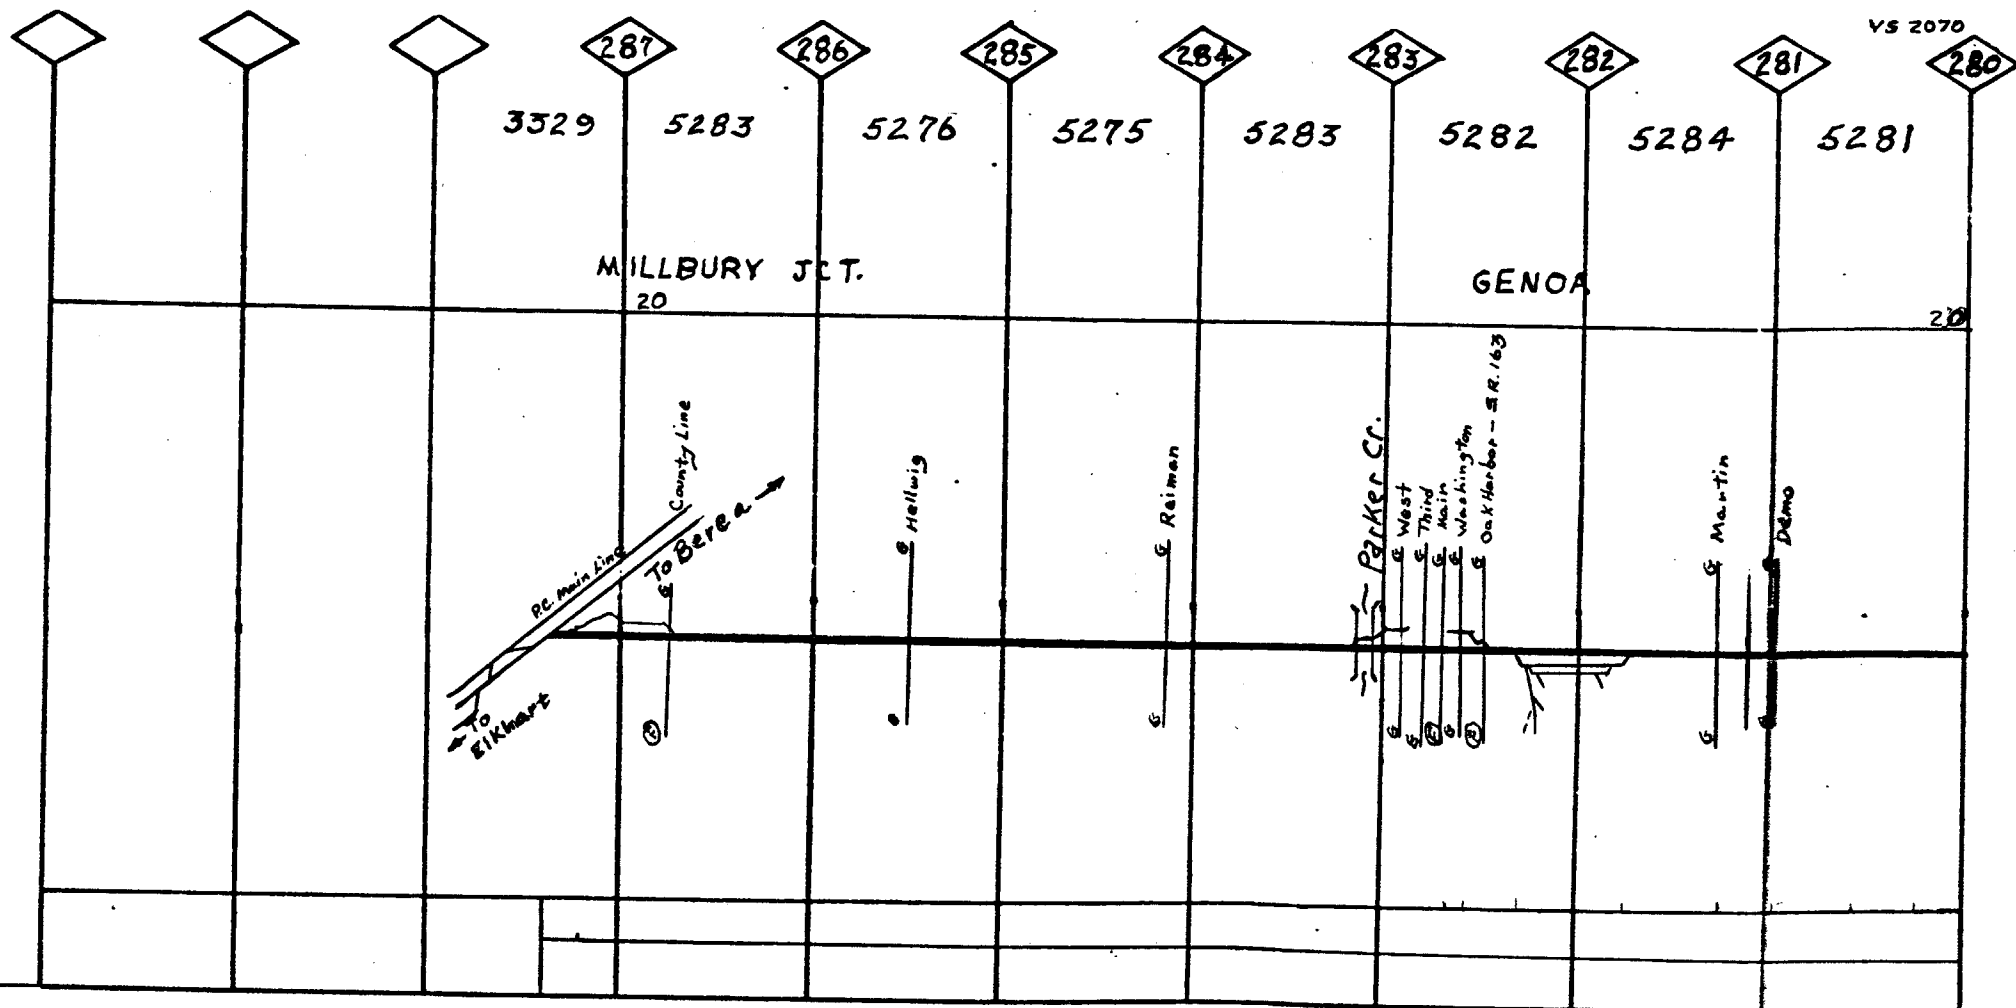 VS 2070
287 286 285 284 283 282 281 280
3329 5283 5276 5275 5283 5282 5284 5281
MILLBURY JCT.
GENOA
20
20
County Line
P.C. Main Line
To Berea
To
Elkhart
G Hellwig
G Reiman
Parker Cr.
G West
G Third
G Main
G Washington
G Oak Harbor - S.R. 163
G Martin
G Demo
G
G
G
G
G
G